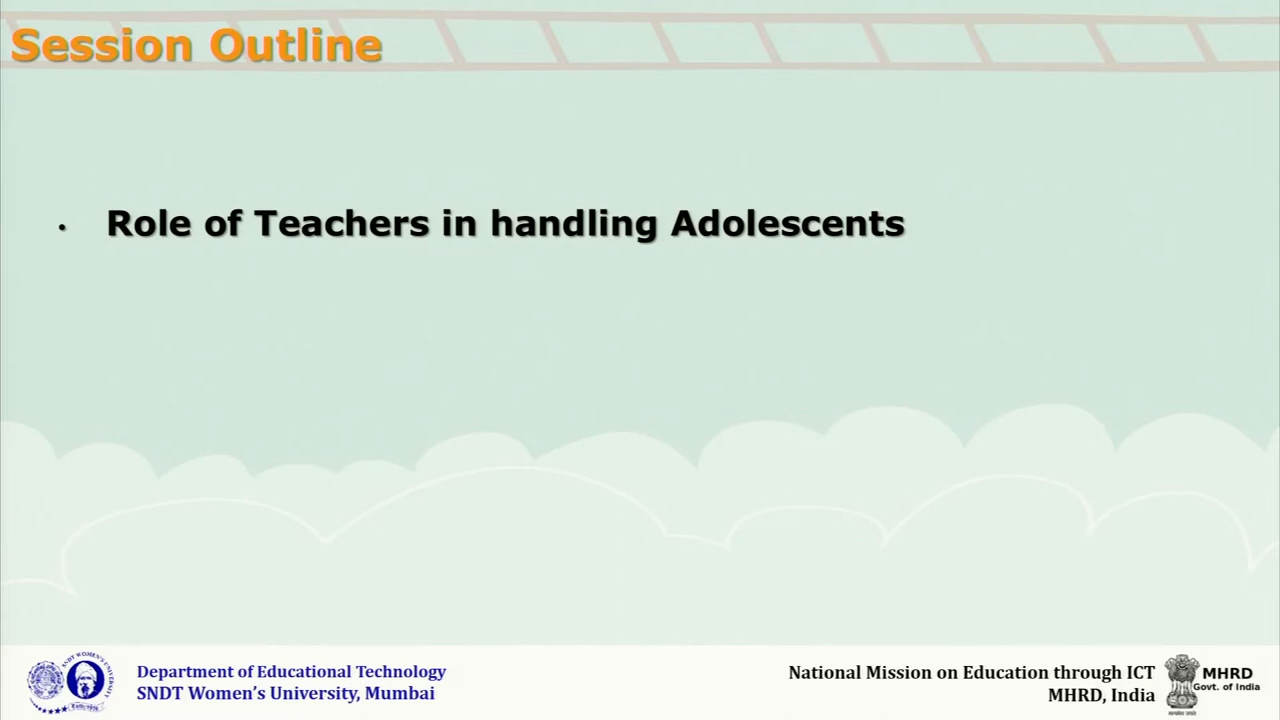 Session Outline
• Role of Teachers in handling Adolescents
Department of Educational Technology
SNDT Women's University, Mumbai
National Mission on Education through ICT
MHRD, India
MHRD
Govt. of India